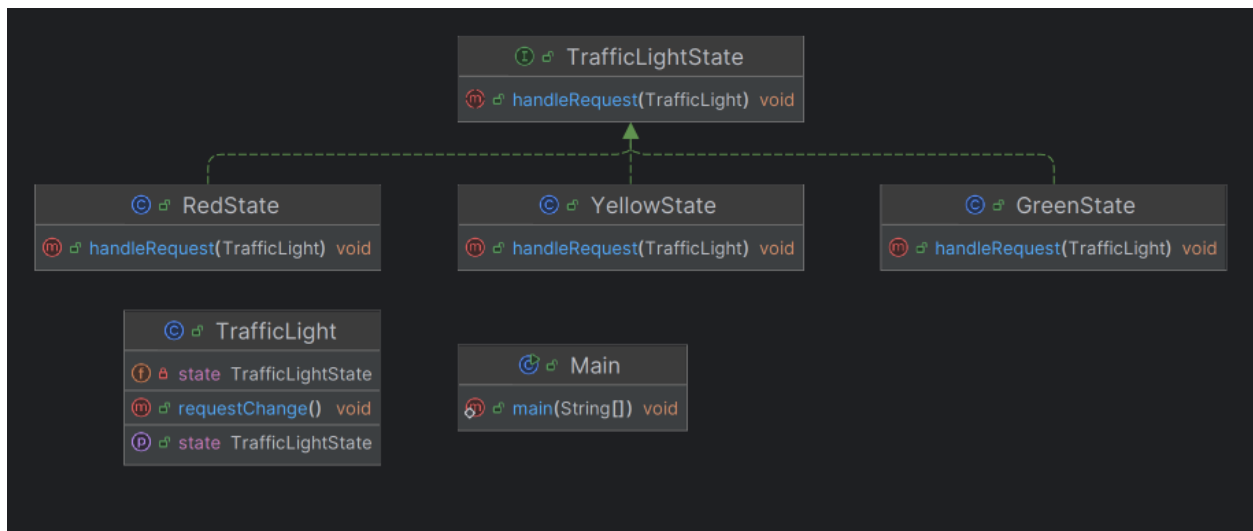 TrafficLightState
handleRequest(TrafficLight) void
RedState
handleRequest(TrafficLight) void
YellowState
handleRequest(TrafficLight) void
GreenState
handleRequest(TrafficLight) void
TrafficLight
state TrafficLightState
requestChange() void
state TrafficLightState
Main
main(String[]) void